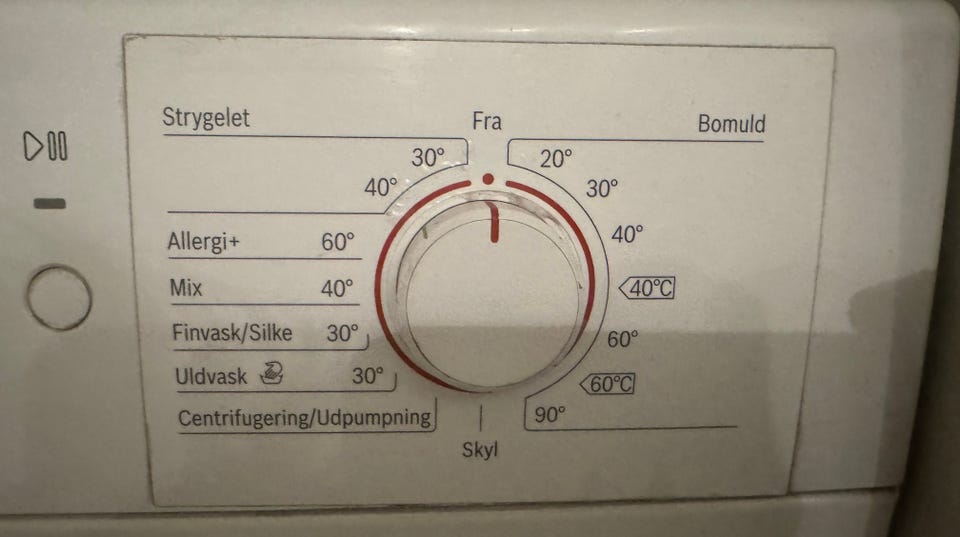 Fra
Strygelet
30°
40°
Allergi+ 60°
Mix 40°
Finvask/Silke 30°
Uldvask 30°
Centrifugering/Udpumpning
Skyl
Bomuld
20°
30°
40°
40°C
60°
60°C
90°